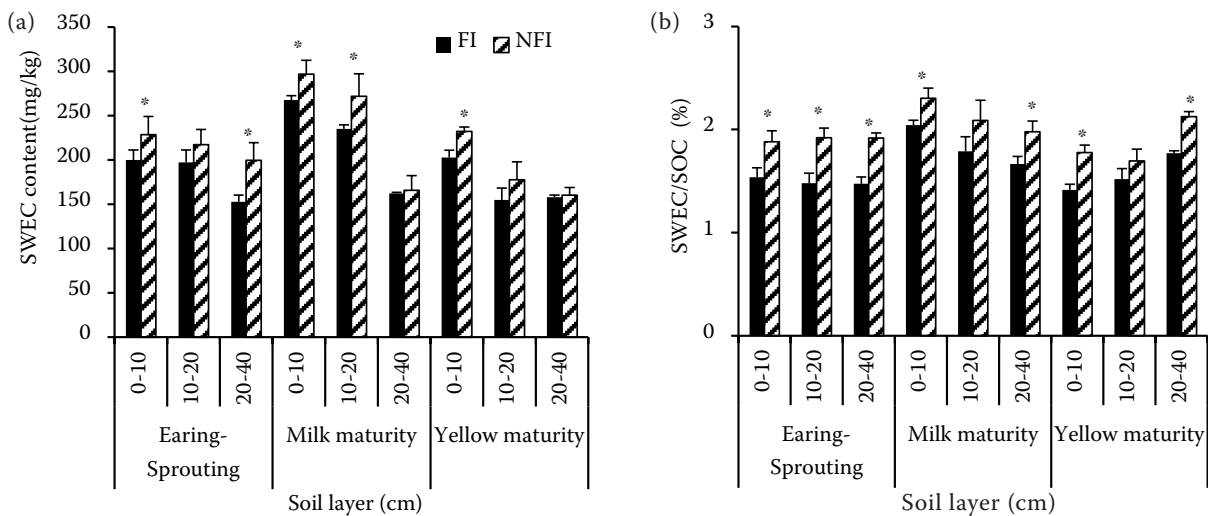 (a)
SWEC content(mg/kg)
350
300
250
200
150
100
50
0
FI NFI
* * * * *
0-10 10-20 20-40 0-10 10-20 20-40 0-10 10-20 20-40
Earing-
Sprouting
Milk maturity
Yellow maturity
Soil layer (cm)
(b)
SWEC/SOC (%)
3
2
1
0
* * * * * * *
0-10 10-20 20-40 0-10 10-20 20-40 0-10 10-20 20-40
Earing-
Sprouting
Milk maturity
Yellow maturity
Soil layer (cm)